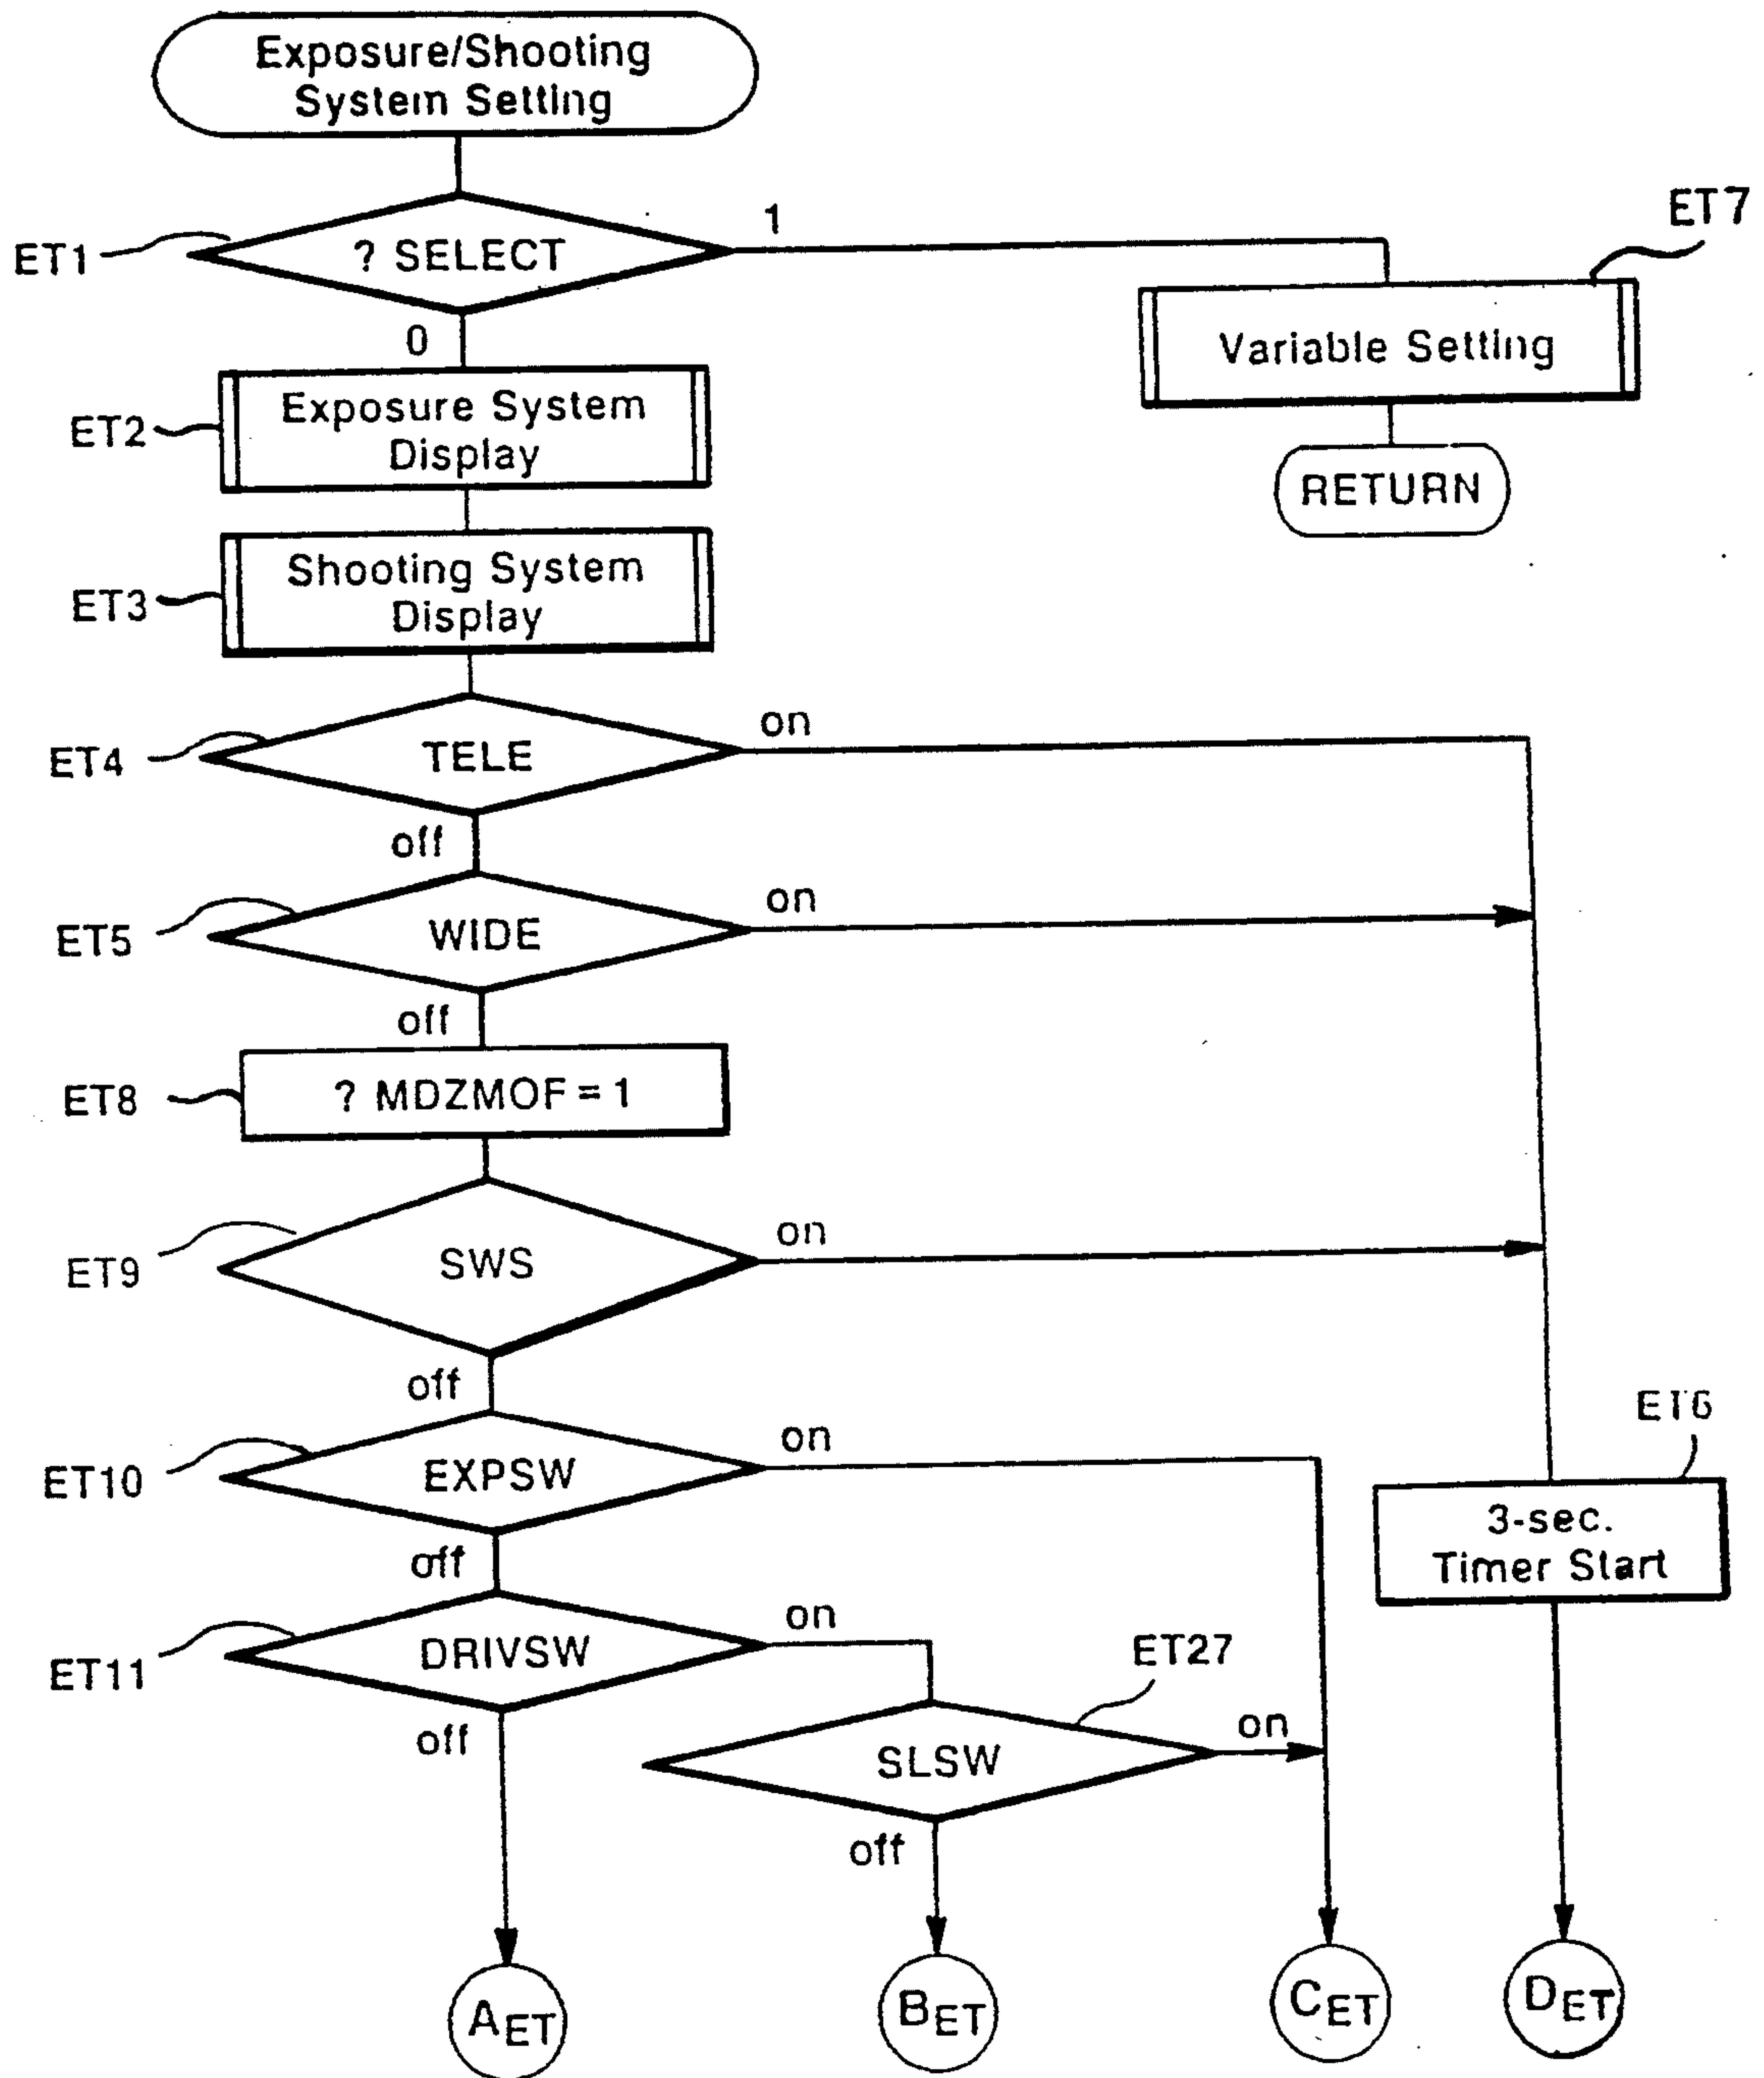 Exposure/Shooting
System Setting
ET1
? SELECT
1
ET7
0
Variable Setting
ET2
Exposure System
Display
RETURN
ET3
Shooting System
Display
ET4
TELE
on
off
ET5
WIDE
on
off
ET8
? MDZMOF = 1
ET9
SWS
on
off
ET6
ET10
EXPSW
on
off
3-sec.
Timer Start
ET11
DRIVSW
on
ET27
off
SLSW
on
off
AET
BET
CET
DET